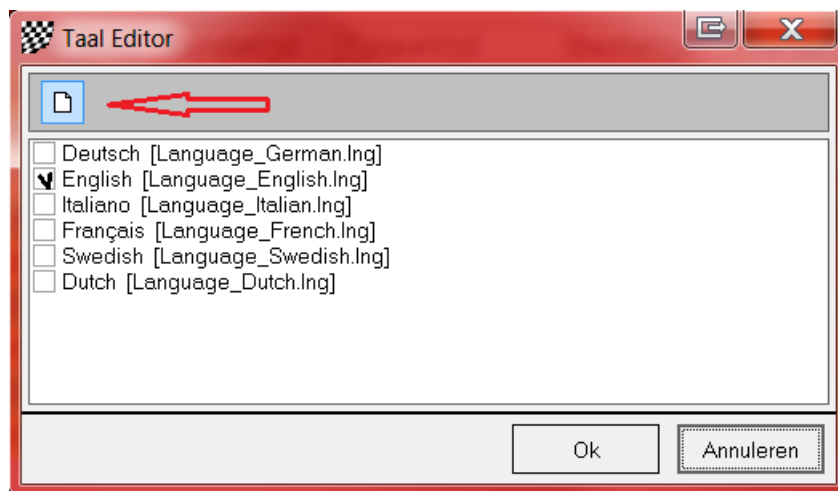 Taal Editor
Deutsch [Language_German.lng]
English [Language_English.lng]
Italiano [Language_Italian.lng]
Français [Language_French.lng]
Swedish [Language_Swedish.lng]
Dutch [Language_Dutch.lng]
Ok
Annuleren